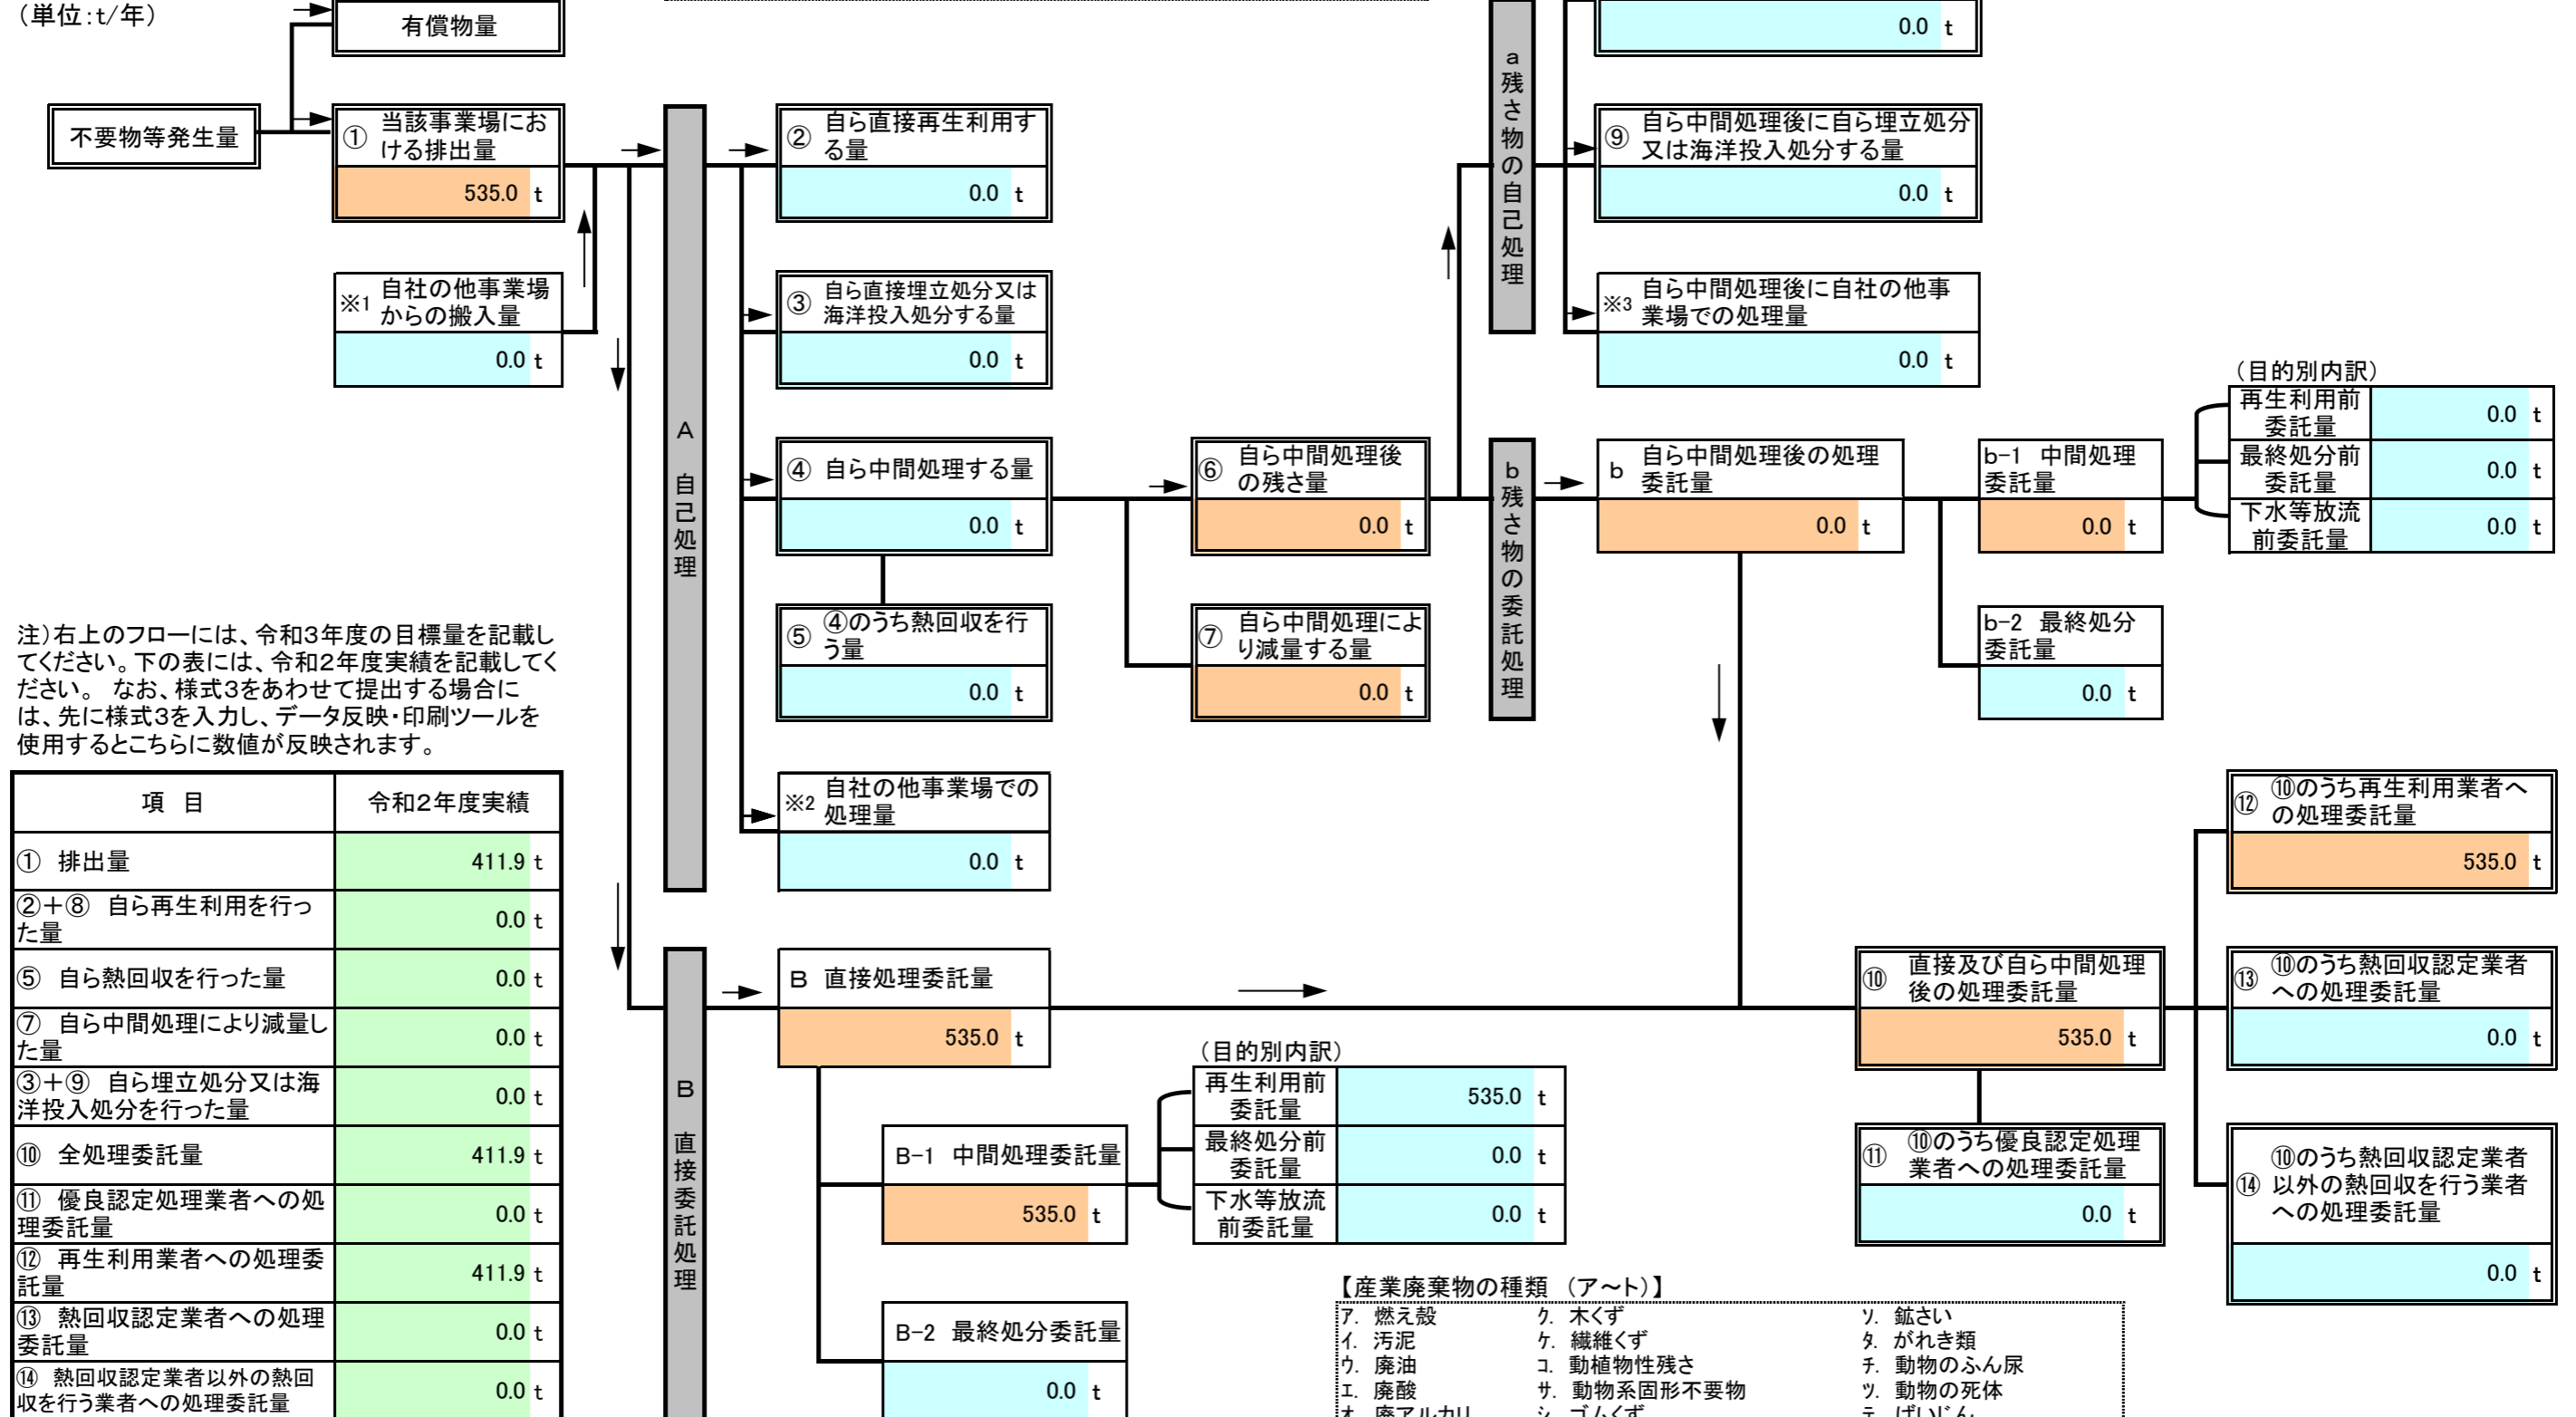 （単位：t/年）
有償物量
不要物等発生量
① 当該事業場にお
ける排出量
535.0 t
※1 自社の他事業場
からの搬入量
0.0 t
A 自己処理
② 自ら直接再生利用す
る量
0.0 t
③ 自ら直接埋立処分又は
海洋投入処分する量
0.0 t
④ 自ら中間処理する量
0.0 t
⑤ ④のうち熱回収を行
う量
0.0 t
※2 自社の他事業場での
処理量
0.0 t
⑥ 自ら中間処理後
の残さ量
0.0 t
⑦ 自ら中間処理によ
り減量する量
0.0 t
a 残さ物の自己処理
0.0 t
⑨ 自ら中間処理後に自ら埋立処分
又は海洋投入処分する量
0.0 t
※3 自ら中間処理後に自社の他事
業場での処理量
0.0 t
b 残さ物の委託処理
b 自ら中間処理後の処理
委託量
0.0 t
b-1 中間処理
委託量
0.0 t
（目的別内訳）
再生利用前
委託量
0.0 t
最終処分前
委託量
0.0 t
下水等放流
前委託量
0.0 t
b-2 最終処分
委託量
0.0 t
注）右上のフローには、令和3年度の目標量を記載し
てください。下の表には、令和2年度実績を記載してく
ださい。 なお、様式3をあわせて提出する場合に
は、先に様式3を入力し、データ反映・印刷ツールを
使用するとこちらに数値が反映されます。
項 目 令和2年度実績
① 排出量 411.9 t
②＋⑧ 自ら再生利用を行っ
た量 0.0 t
⑤ 自ら熱回収を行った量 0.0 t
⑦ 自ら中間処理により減量し
た量 0.0 t
③＋⑨ 自ら埋立処分又は海
洋投入処分を行った量 0.0 t
⑩ 全処理委託量 411.9 t
⑪ 優良認定処理業者への処
理委託量 0.0 t
⑫ 再生利用業者への処理委
託量 411.9 t
⑬ 熱回収認定業者への処理
委託量 0.0 t
⑭ 熱回収認定業者以外の熱回
収を行う業者への処理委託量 0.0 t
B 直接委託処理
B 直接処理委託量
535.0 t
B-1 中間処理委託量
535.0 t
（目的別内訳）
再生利用前
委託量
535.0 t
最終処分前
委託量
0.0 t
下水等放流
前委託量
0.0 t
B-2 最終処分委託量
0.0 t
⑩ 直接及び自ら中間処理
後の処理委託量
535.0 t
⑪ ⑩のうち優良認定処理
業者への処理委託量
0.0 t
⑫ ⑩のうち再生利用業者へ
の処理委託量
535.0 t
⑬ ⑩のうち熱回収認定業者
への処理委託量
0.0 t
⑭ ⑩のうち熱回収認定業者
以外の熱回収を行う業者
への処理委託量
0.0 t
【産業廃棄物の種類 （ア～ト）】
ア. 燃え殻 ク. 木くず ソ. 鉱さい
イ. 汚泥 ケ. 繊維くず タ. がれき類
ウ. 廃油 コ. 動植物性残さ チ. 動物のふん尿
エ. 廃酸 サ. 動物系固形不要物 ツ. 動物の死体
オ. 廃アルカリ シ. ゴムくず テ. ばいじん